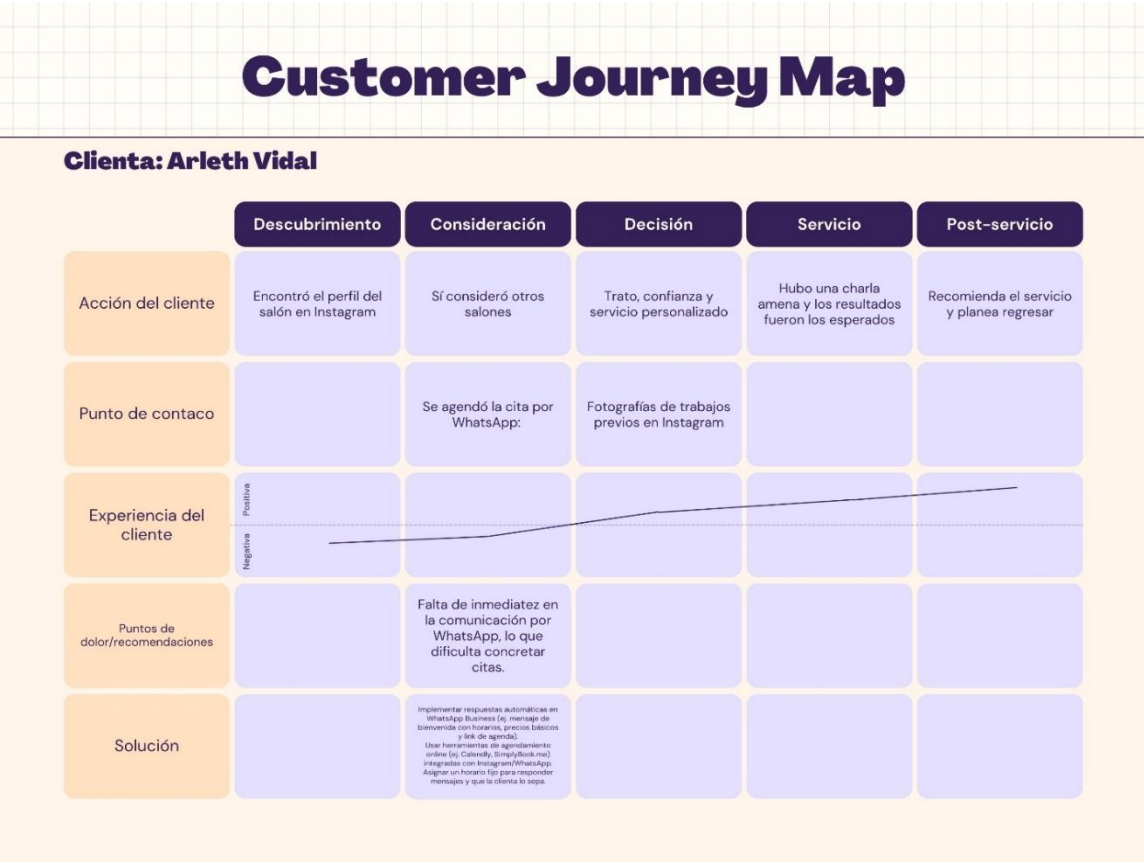 Customer Journey Map
Clienta: Arleth Vidal
Descubrimiento
Consideración
Decisión
Servicio
Post-servicio
Acción del cliente
Encontró el perfil del
salón en Instagram
Sí consideró otros
salones
Trato, confianza y
servicio personalizado
Hubo una charla
amena y los resultados
fueron los esperados
Recomienda el servicio
y planea regresar
Punto de contaco
Se agendó la cita por
WhatsApp:
Fotografías de trabajos
previos en Instagram
Experiencia del
cliente
Positiva
Negativa
Puntos de
dolor/recomendaciones
Falta de inmediatez en
la comunicación por
WhatsApp, lo que
dificulta concretar
citas.
Solución
Implementar respuestas automáticas en
WhatsApp Business (ej. mensaje de
bienvenida con horarios, precios básicos
y link de agenda).
Usar herramientas de agendamiento
online (ej. Calendly, SimplyBook.me)
integradas con Instagram/WhatsApp.
Asignar un horario fijo para responder
mensajes y que la clienta lo sepa.